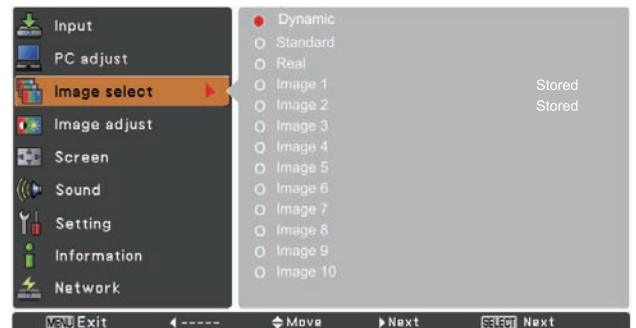 Input
PC adjust
Image select
Image adjust
Screen
Sound
Setting
Information
Network
Dynamic
Standard
Real
Image 1 Stored
Image 2 Stored
Image 3
Image 4
Image 5
Image 6
Image 7
Image 8
Image 9
Image 10
MENU Exit ----- Move Next SELECT Next